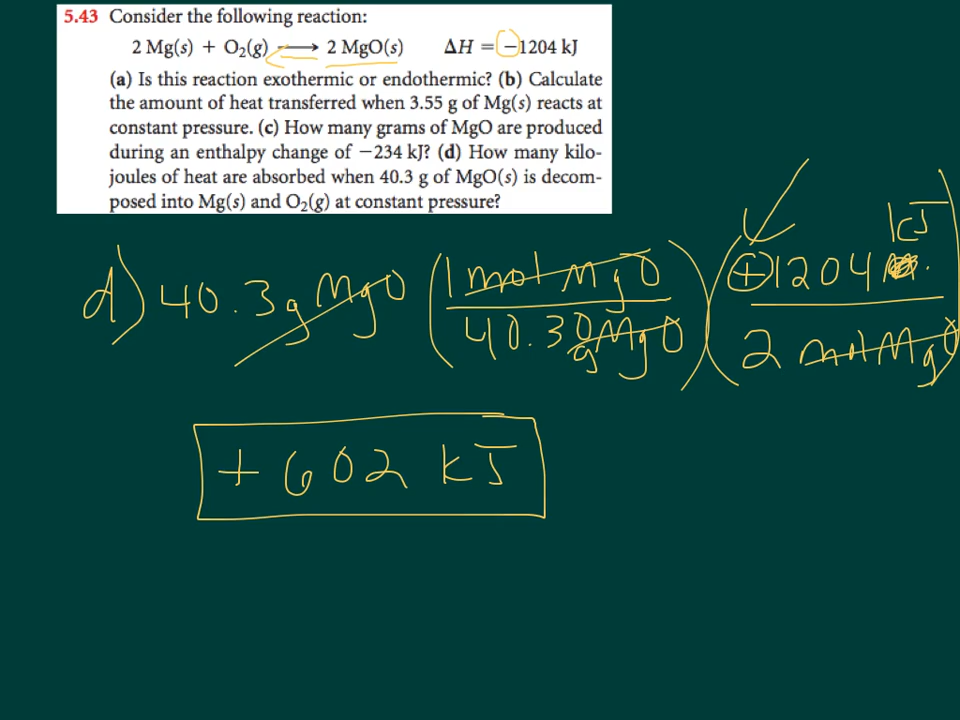 5.43 Consider the following reaction:
2 Mg(s) + O₂(g) ⟶ 2 MgO(s) ΔH = −1204 kJ
(a) Is this reaction exothermic or endothermic? (b) Calculate
the amount of heat transferred when 3.55 g of Mg(s) reacts at
constant pressure. (c) How many grams of MgO are produced
during an enthalpy change of −234 kJ? (d) How many kilo-
joules of heat are absorbed when 40.3 g of MgO(s) is decom-
posed into Mg(s) and O₂(g) at constant pressure?
d) 40.3g MgO (1 mol MgO / 40.30g MgO) (+1204 kJ / 2 mol MgO)
+602 kJ